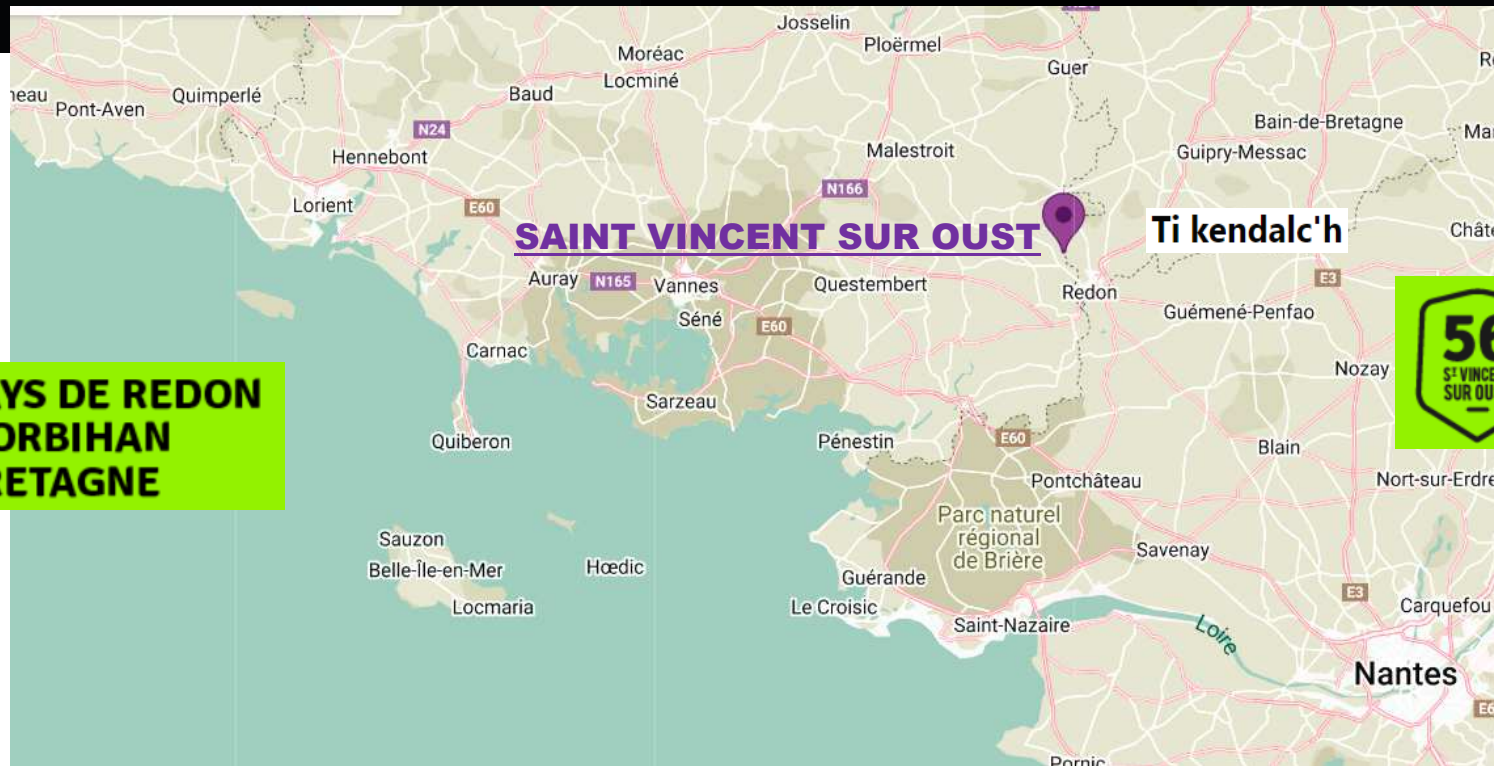 Josselin
Ploërmel
Moréac
Locminé
Guer
Baud
Pont-Aven
Quimperlé
N24
Bain-de-Bretagne
Hennebont
Malestroit
Guipry-Messac
N166
Lorient
E60
SAINT VINCENT SUR OUST
Ti kendalc'h
Auray
N165
Vannes
Questembert
Redon
E3
Séné
E60
Guémené-Penfao
Carnac
56
SUR
Nozay
AYS DE REDON
ORBIHAN
RETAGNE
Sarzeau
Quiberon
Pénestin
E60
Blain
Pontchâteau
Nort-sur-Erdre
Parc naturel
régional
de Brière
Sauzon
Belle-Île-en-Mer
Hœdic
Savenay
Guérande
Locmaria
Le Croisic
E3
Carquefou
Saint-Nazaire
Loire
Nantes
Pornic